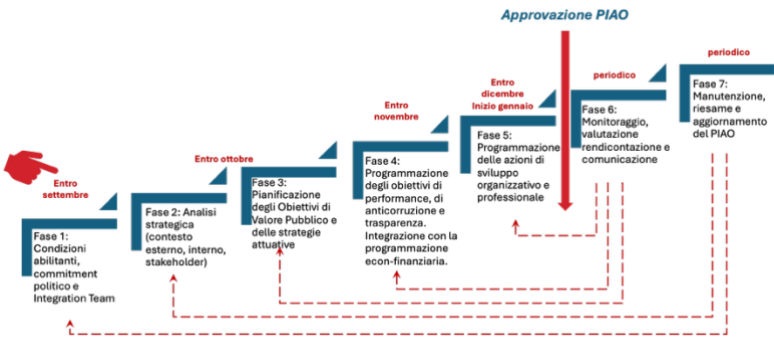 Approvazione PIAO
Entro
settembre
Fase 1:
Condizioni
abilitanti,
commitment
politico e
Integration Team
Fase 2: Analisi
strategica
(contesto
esterno, interno,
stakeholder)
Entro ottobre
Fase 3:
Pianificazione
degli Obiettivi di
Valore Pubblico e
delle strategie
attuative
Entro
novembre
Fase 4:
Programmazione
degli obiettivi di
performance, di
anticorruzione e
trasparenza.
Integrazione con la
programmazione
econ-finanziaria.
Entro
dicembre
Inizio gennaio
Fase 5:
Programmazione
delle azioni di
sviluppo
organizzativo e
professionale
periodico
Fase 6:
Monitoraggio,
valutazione
rendicontazione e
comunicazione
periodico
Fase 7:
Manutenzione,
riesame e
aggiornamento
del PIAO